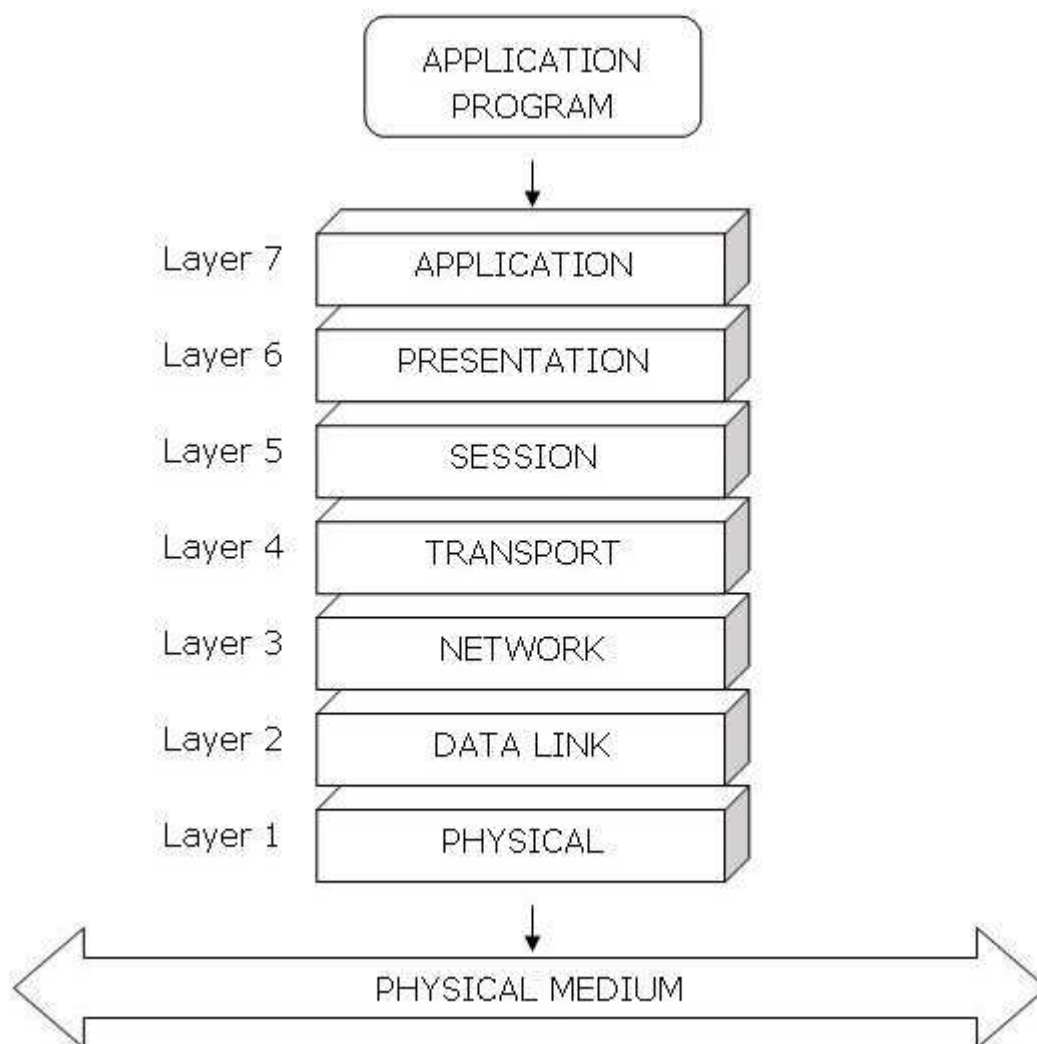 APPLICATION
PROGRAM
Layer 7
APPLICATION
Layer 6
PRESENTATION
Layer 5
SESSION
Layer 4
TRANSPORT
Layer 3
NETWORK
Layer 2
DATA LINK
Layer 1
PHYSICAL
PHYSICAL MEDIUM